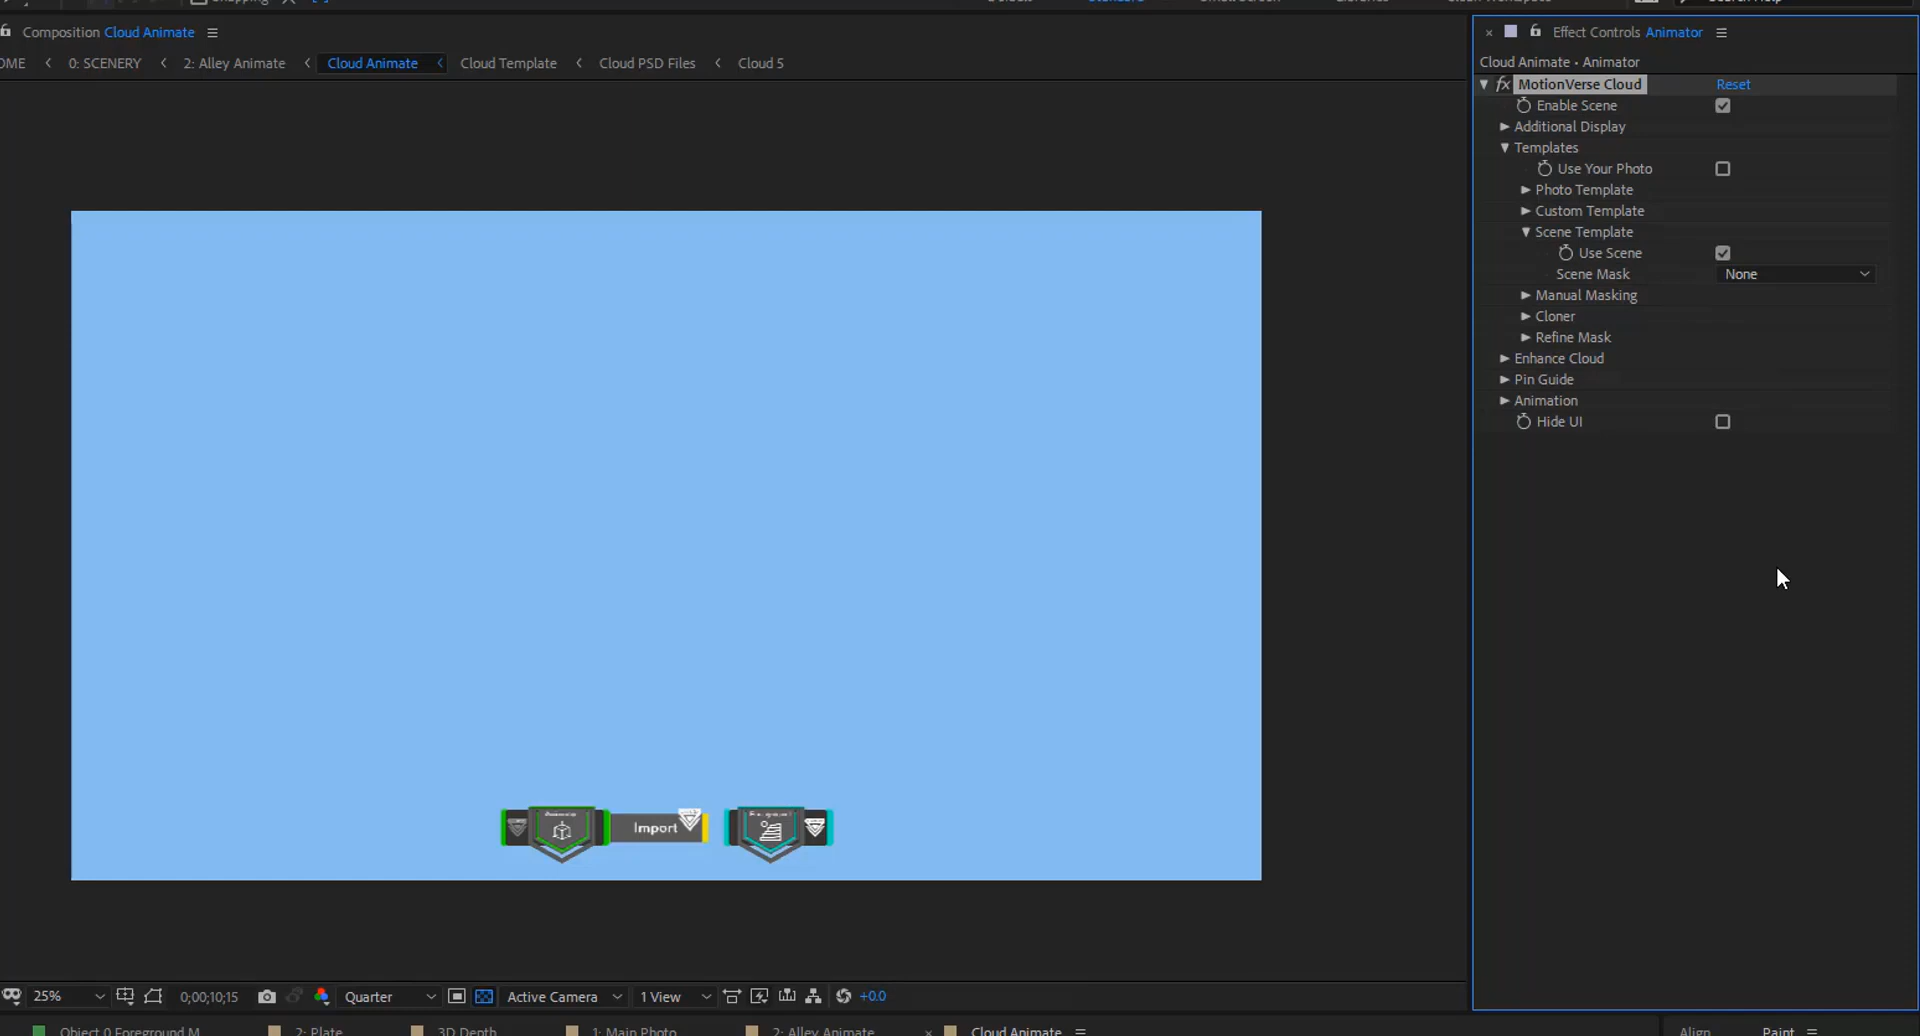 Composition Cloud Animate
OME 0: SCENERY 2: Alley Animate Cloud Animate Cloud Template Cloud PSD Files Cloud 5
Import
25% 0;00;10;15 Quarter Active Camera 1 View +0.0
Object 0 Foreground M 2: Plate 3D Depth 1: Main Photo 2: Alley Animate Cloud Animate
Effect Controls Animator
Cloud Animate • Animator
fx MotionVerse Cloud Reset
Enable Scene
Additional Display
Templates
Use Your Photo
Photo Template
Custom Template
Scene Template
Use Scene
Scene Mask None
Manual Masking
Cloner
Refine Mask
Enhance Cloud
Pin Guide
Animation
Hide UI
Align Paint